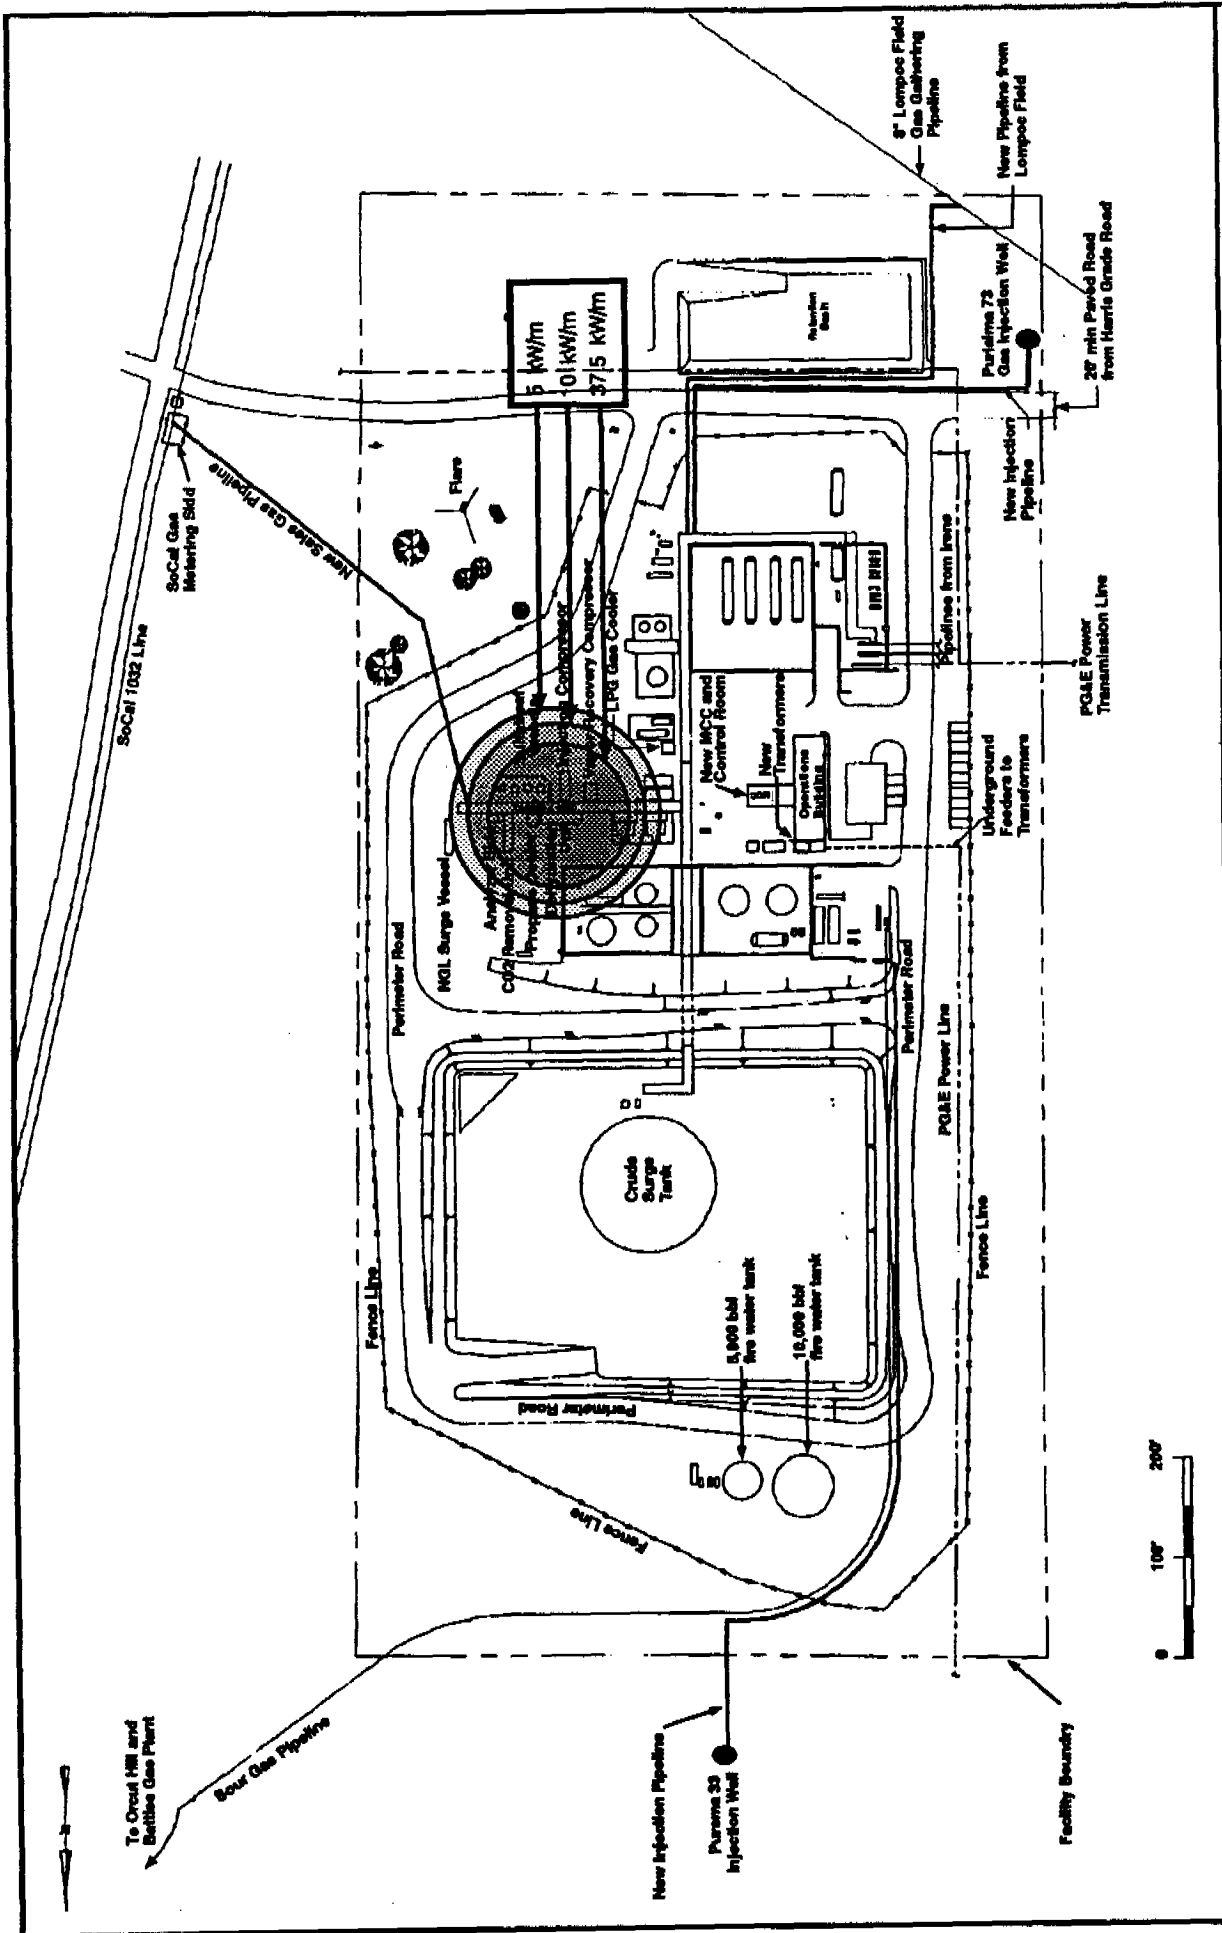 To Orcut Hill and
Battles Gas Plant
Sour Gas Pipeline
SoCal 1032 Line
SoCal Gas
Metering Skid
New Sales Gas Pipeline
Flare
5 kW/m
10 kW/m
37.5 kW/m
8" Lompoc Field
Gas Gathering
Pipeline
New Pipeline from
Lompoc Field
Retention
Basin
Purisima 73
Gas Injection Well
20' min Paved Road
from Harris Grade Road
New Injection
Pipeline
Pipelines from Irene
PG&E Power
Transmission Line
Compressor
Recovery Compressor
LPG Gas Cooler
New MCC and
Control Room
New
Transformers
MCC
Operations
Building
Underground
Feeders to
Transformers
NGL Surge Vessel
CO2 Removal
Perimeter Road
Perimeter Road
PG&E Power Line
Fence Line
Fence Line
Crude
Surge
Tank
5,000 bbl
fire water tank
10,000 bbl
fire water tank
Perimeter Road
Fence Line
New Injection Pipeline
Purisma 33
Injection Well
Facility Boundry
0
100'
200'